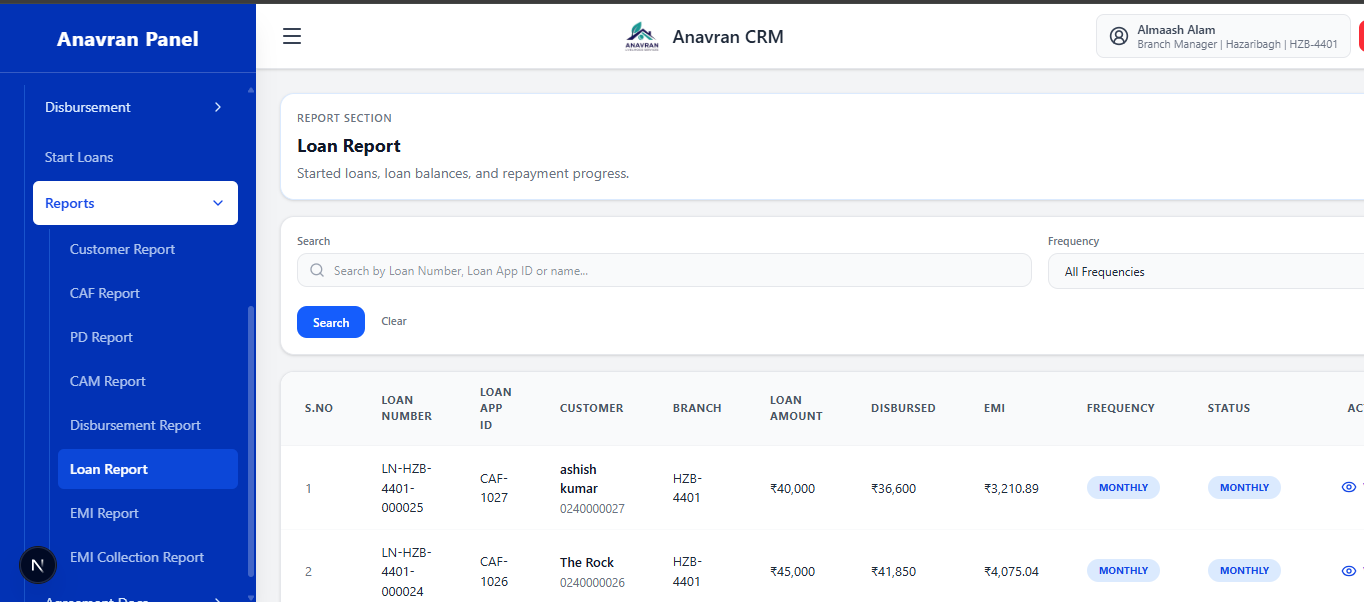 Anavran Panel
Disbursement
Start Loans
Reports
Customer Report
CAF Report
PD Report
CAM Report
Disbursement Report
Loan Report
EMI Report
EMI Collection Report
N
ANAVRAN
Anavran CRM
Almaash Alam
Branch Manager | Hazaribagh | HZB-4401
REPORT SECTION
Loan Report
Started loans, loan balances, and repayment progress.
Search
Search by Loan Number, Loan App ID or name...
Frequency
All Frequencies
Search
Clear
S.NO
LOAN
NUMBER
LOAN
APP
ID
CUSTOMER
BRANCH
LOAN
AMOUNT
DISBURSED
EMI
FREQUENCY
STATUS
AC
1
LN-HZB-
4401-
000025
CAF-
1027
ashish
kumar
0240000027
HZB-
4401
₹40,000
₹36,600
₹3,210.89
MONTHLY
MONTHLY
2
LN-HZB-
4401-
000024
CAF-
1026
The Rock
0240000026
HZB-
4401
₹45,000
₹41,850
₹4,075.04
MONTHLY
MONTHLY